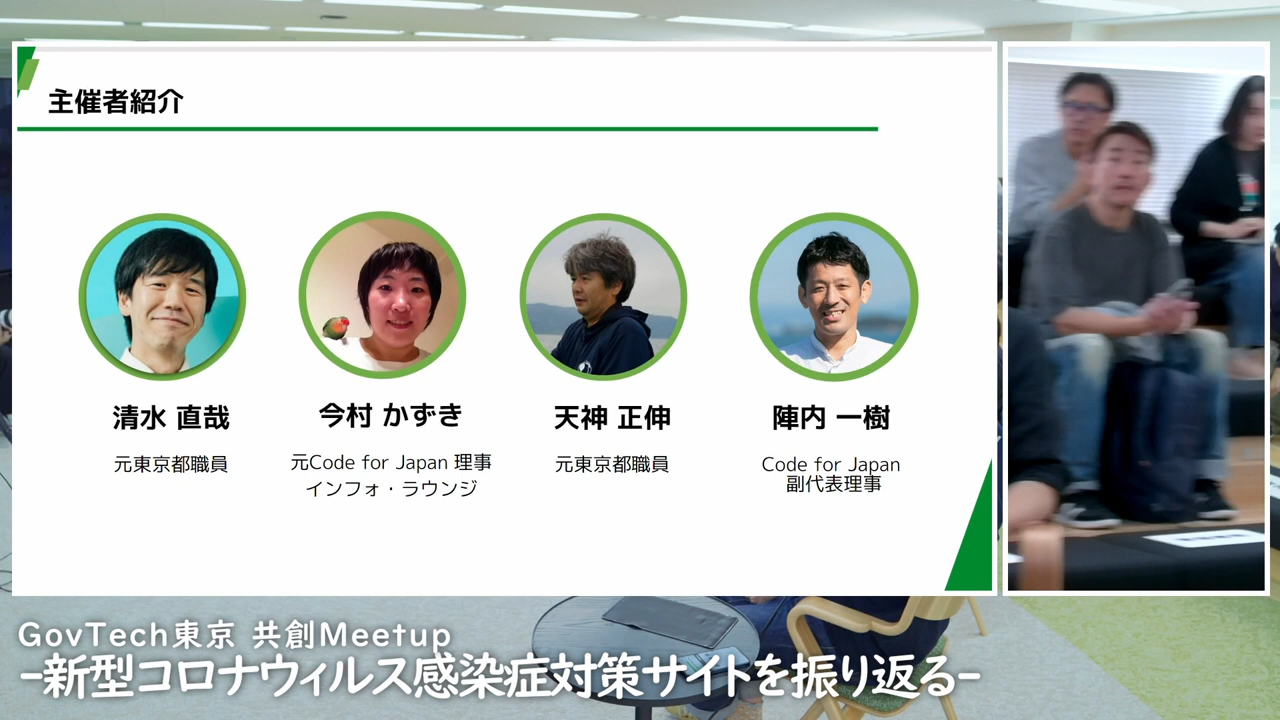 主催者紹介
清水 直哉
元東京都職員
今村 かずき
元Code for Japan 理事
インフォ・ラウンジ
天神 正伸
元東京都職員
陣内 一樹
Code for Japan
副代表理事
GovTech東京 共創Meetup
-新型コロナウィルス感染症対策サイトを振り返る-